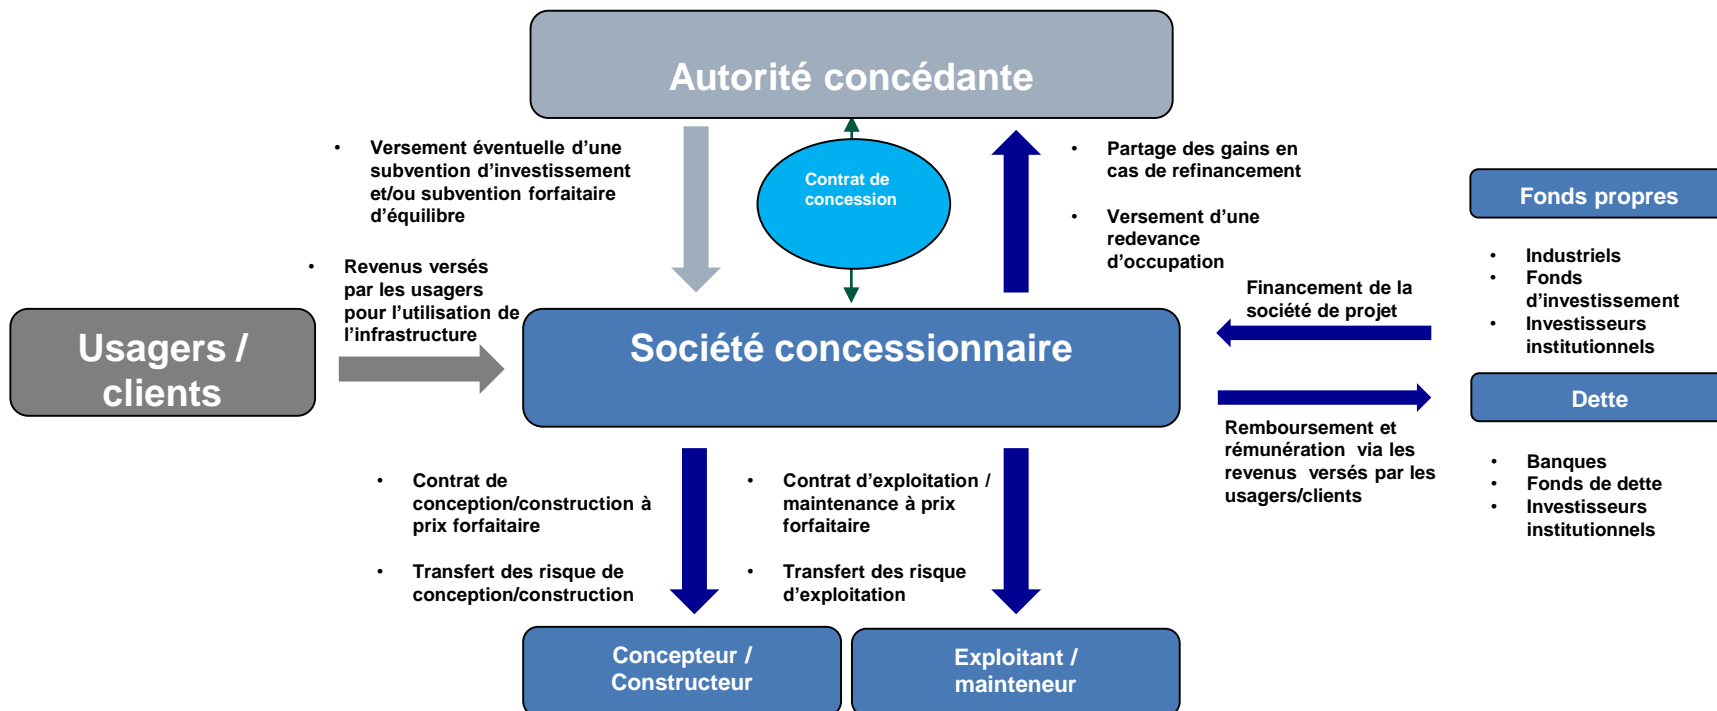 Autorité concédante
• Versement éventuelle d’une
subvention d’investissement
et/ou subvention forfaitaire
d’équilibre
Contrat de
concession
• Partage des gains en
cas de refinancement
• Versement d’une
redevance
d’occupation
Fonds propres
• Industriels
• Fonds
d’investissement
• Investisseurs
institutionnels
• Revenus versés
par les usagers
pour l’utilisation de
l’infrastructure
Usagers /
clients
Société concessionnaire
Financement de la
société de projet
Dette
Remboursement et
rémunération via les
revenus versés par les
usagers/clients
• Banques
• Fonds de dette
• Investisseurs
institutionnels
• Contrat de
conception/construction à
prix forfaitaire
• Transfert des risque de
conception/construction
• Contrat d’exploitation /
maintenance à prix
forfaitaire
• Transfert des risque
d’exploitation
Concepteur /
Constructeur
Exploitant /
mainteneur